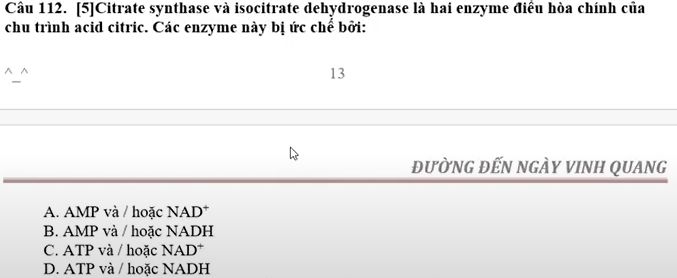 Câu 112. [5]Citrate synthase và isocitrate dehydrogenase là hai enzyme điều hòa chính của
chu trình acid citric. Các enzyme này bị ức chế bởi:
^_^
13
ĐƯỜNG ĐẾN NGÀY VINH QUANG
A. AMP và / hoặc NAD⁺
B. AMP và / hoặc NADH
C. ATP và / hoặc NAD⁺
D. ATP và / hoặc NADH